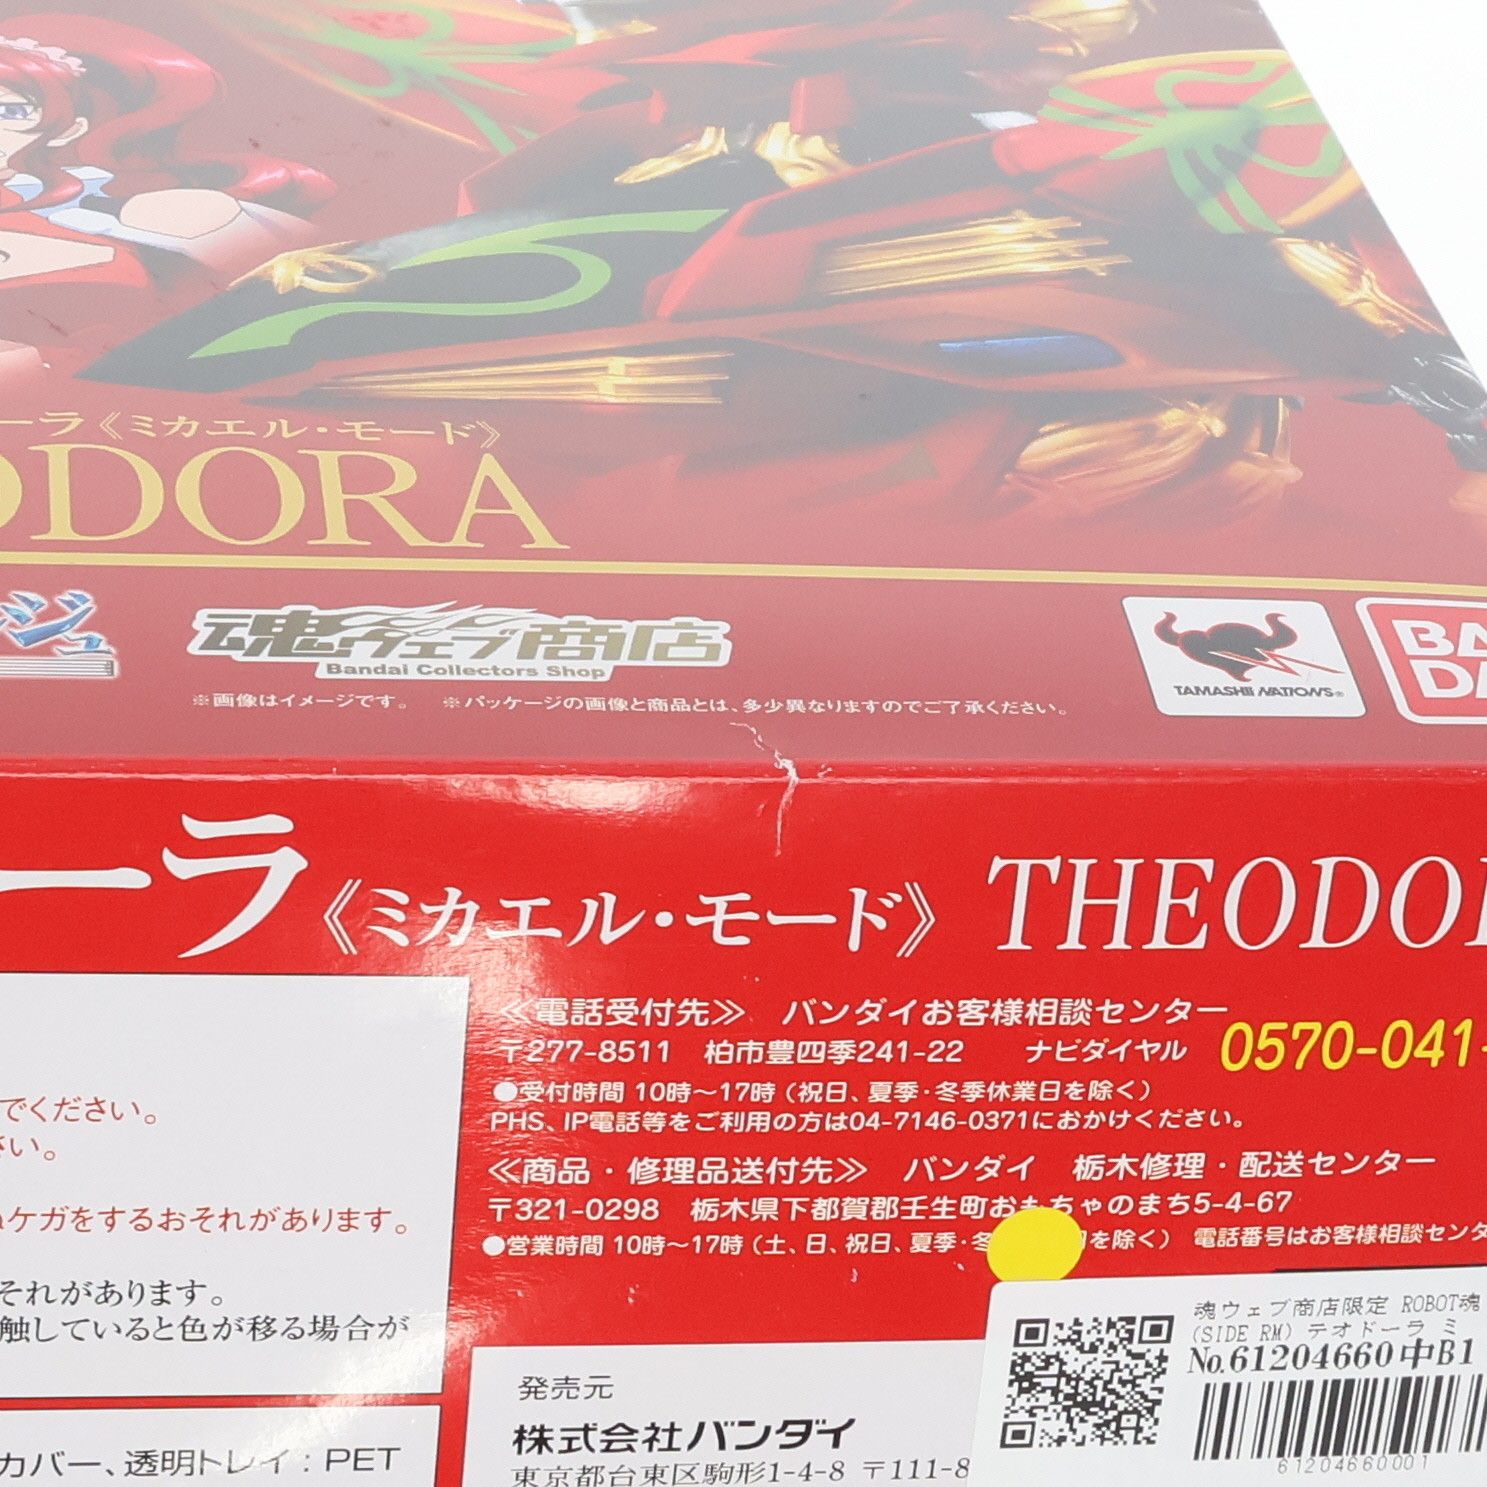 ーラ《ミカエル・モード》
ODORA
ンジュ
魂ウェブ商店
Bandai Collectors Shop
※画像はイメージです。 ※パッケージの画像と商品とは、多少異なりますのでご了承ください。
TAMASHII NATIONS®
BA
DA
ーラ《ミカエル・モード》 THEODO
≪電話受付先≫ バンダイお客様相談センター
〒277-8511 柏市豊四季241-22 ナビダイヤル 0570-041-
●受付時間 10時～17時（祝日、夏季・冬季休業日を除く）
PHS、IP電話等をご利用の方は04-7146-0371におかけください。
≪商品・修理品送付先≫ バンダイ 栃木修理・配送センター
〒321-0298 栃木県下都賀郡壬生町おもちゃのまち5-4-67
●営業時間 10時～17時（土、日、祝日、夏季・冬 日を除く） 電話番号はお客様相談センタ
でください。
さい。
ケガをするおそれがあります。
それがあります。
触していると色が移る場合が
カバー、透明トレイ：PET
発売元
株式会社バンダイ
東京都台東区駒形1-4-8 〒111-8
魂ウェブ商店限定 ROBOT魂
(SIDE RM) テオドーラ ミ
No.61204660中B1
61204660001